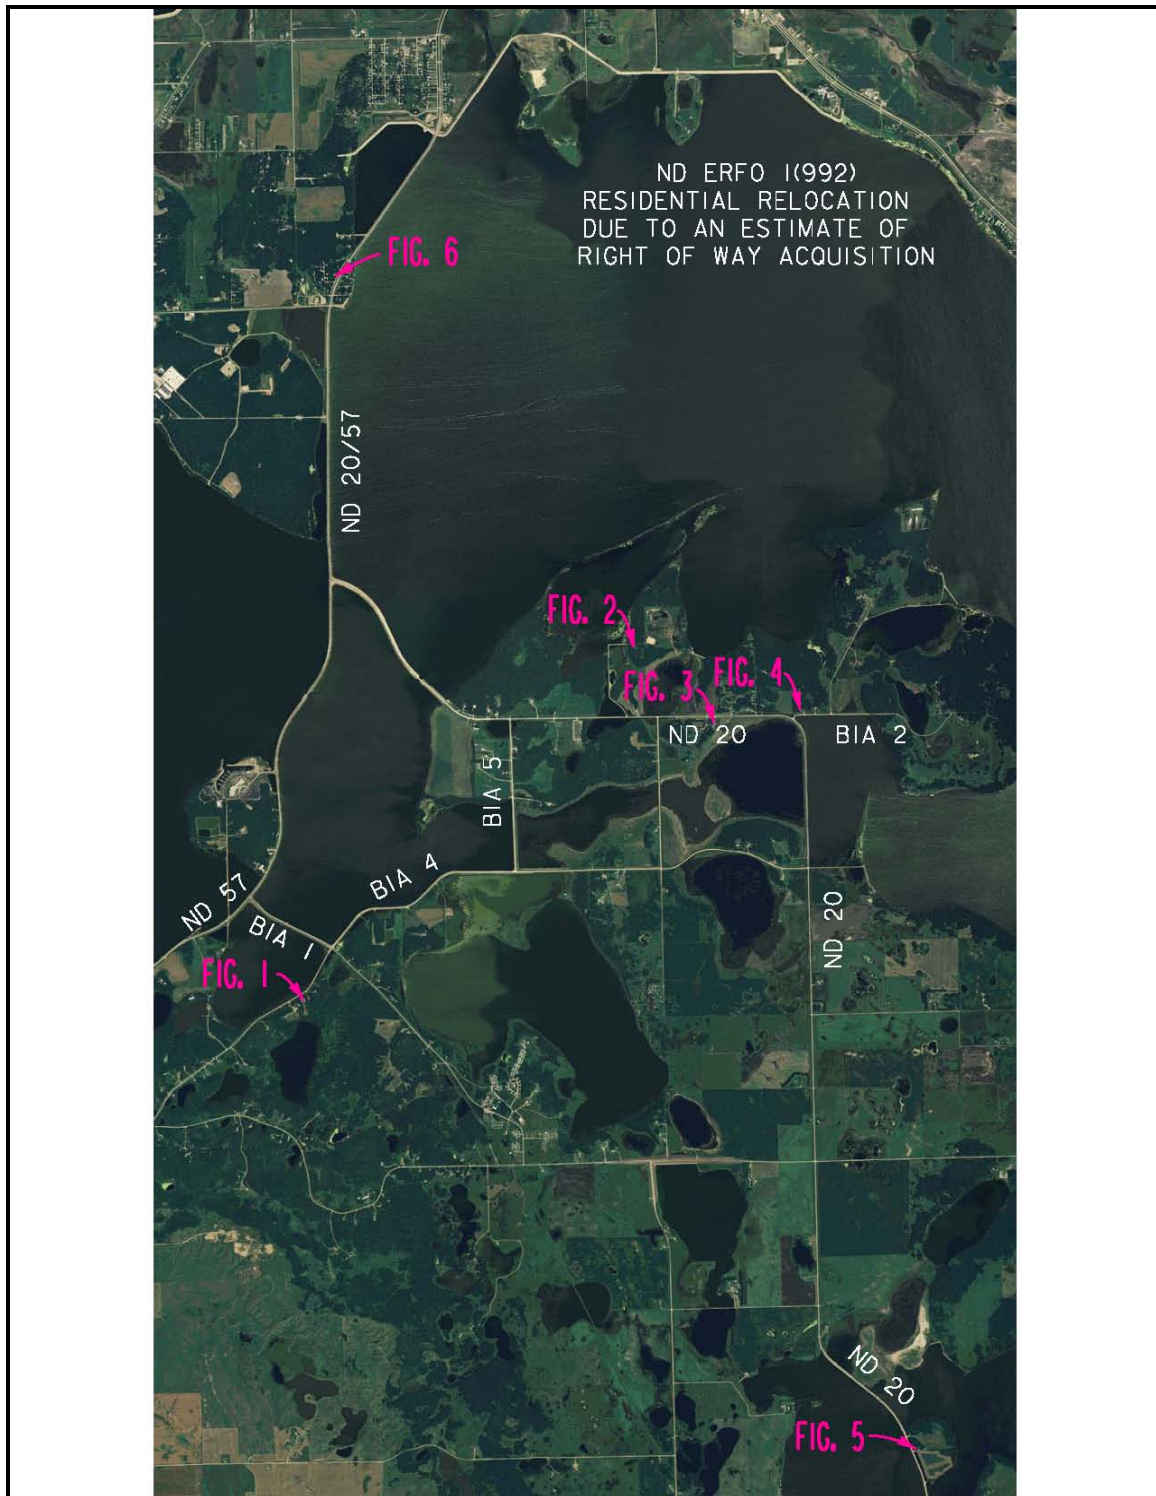 ND ERFO 1(992)
RESIDENTIAL RELOCATION
DUE TO AN ESTIMATE OF
RIGHT OF WAY ACQUISITION
FIG. 6
ND 20/57
FIG. 2
FIG. 3
FIG. 4
ND 20
BIA 2
BIA 5
BIA 4
ND 57
BIA 1
FIG. 1
ND 20
ND 20
FIG. 5